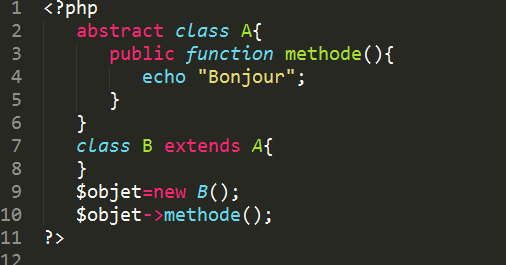 1 <?php
2 abstract class A{
3 public function methode(){
4 echo "Bonjour";
5 }
6 }
7 class B extends A{
8 }
9 $objet=new B();
10 $objet->methode();
11 ?>
12